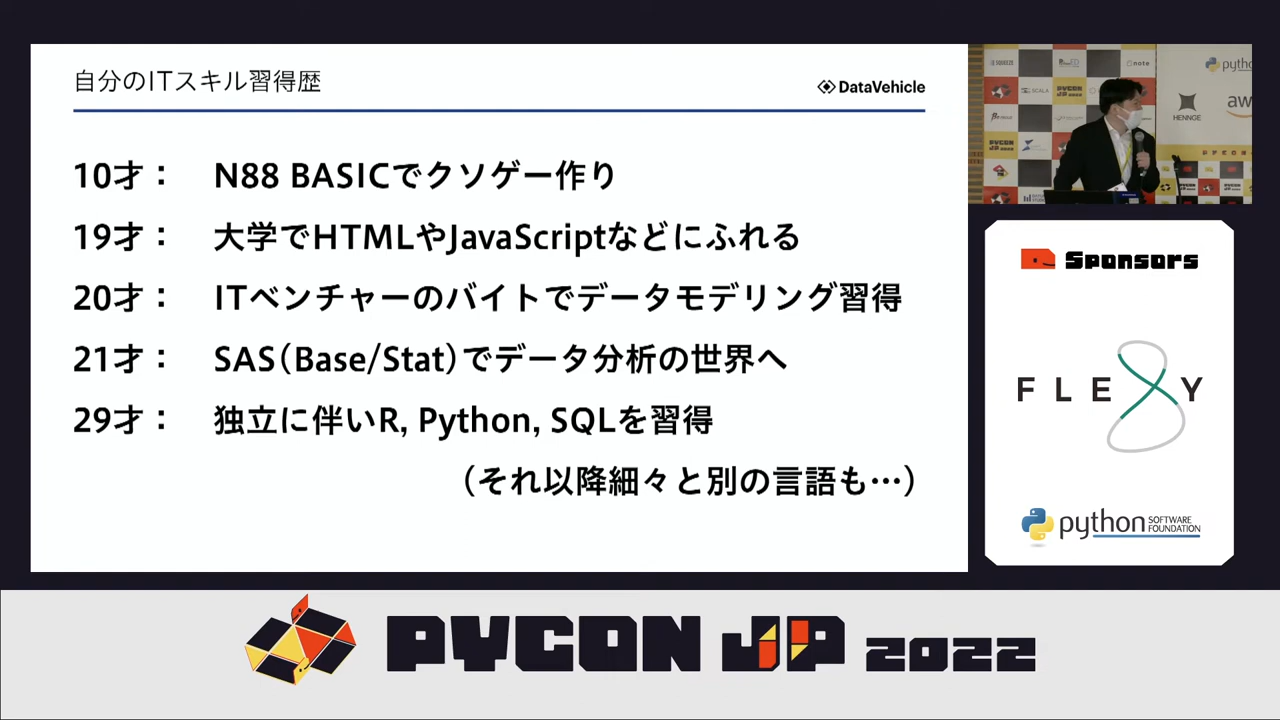 自分のITスキル習得歴
DataVehicle
10才： N88 BASICでクソゲー作り
19才： 大学でHTMLやJavaScriptなどにふれる
20才： ITベンチャーのバイトでデータモデリング習得
21才： SAS（Base/Stat）でデータ分析の世界へ
29才： 独立に伴いR, Python, SQLを習得
（それ以降細々と別の言語も…）
note
SCALA
python
HENNGE
aws
Sponsors
FLEXY
python SOFTWARE FOUNDATION
PYCON JP 2022